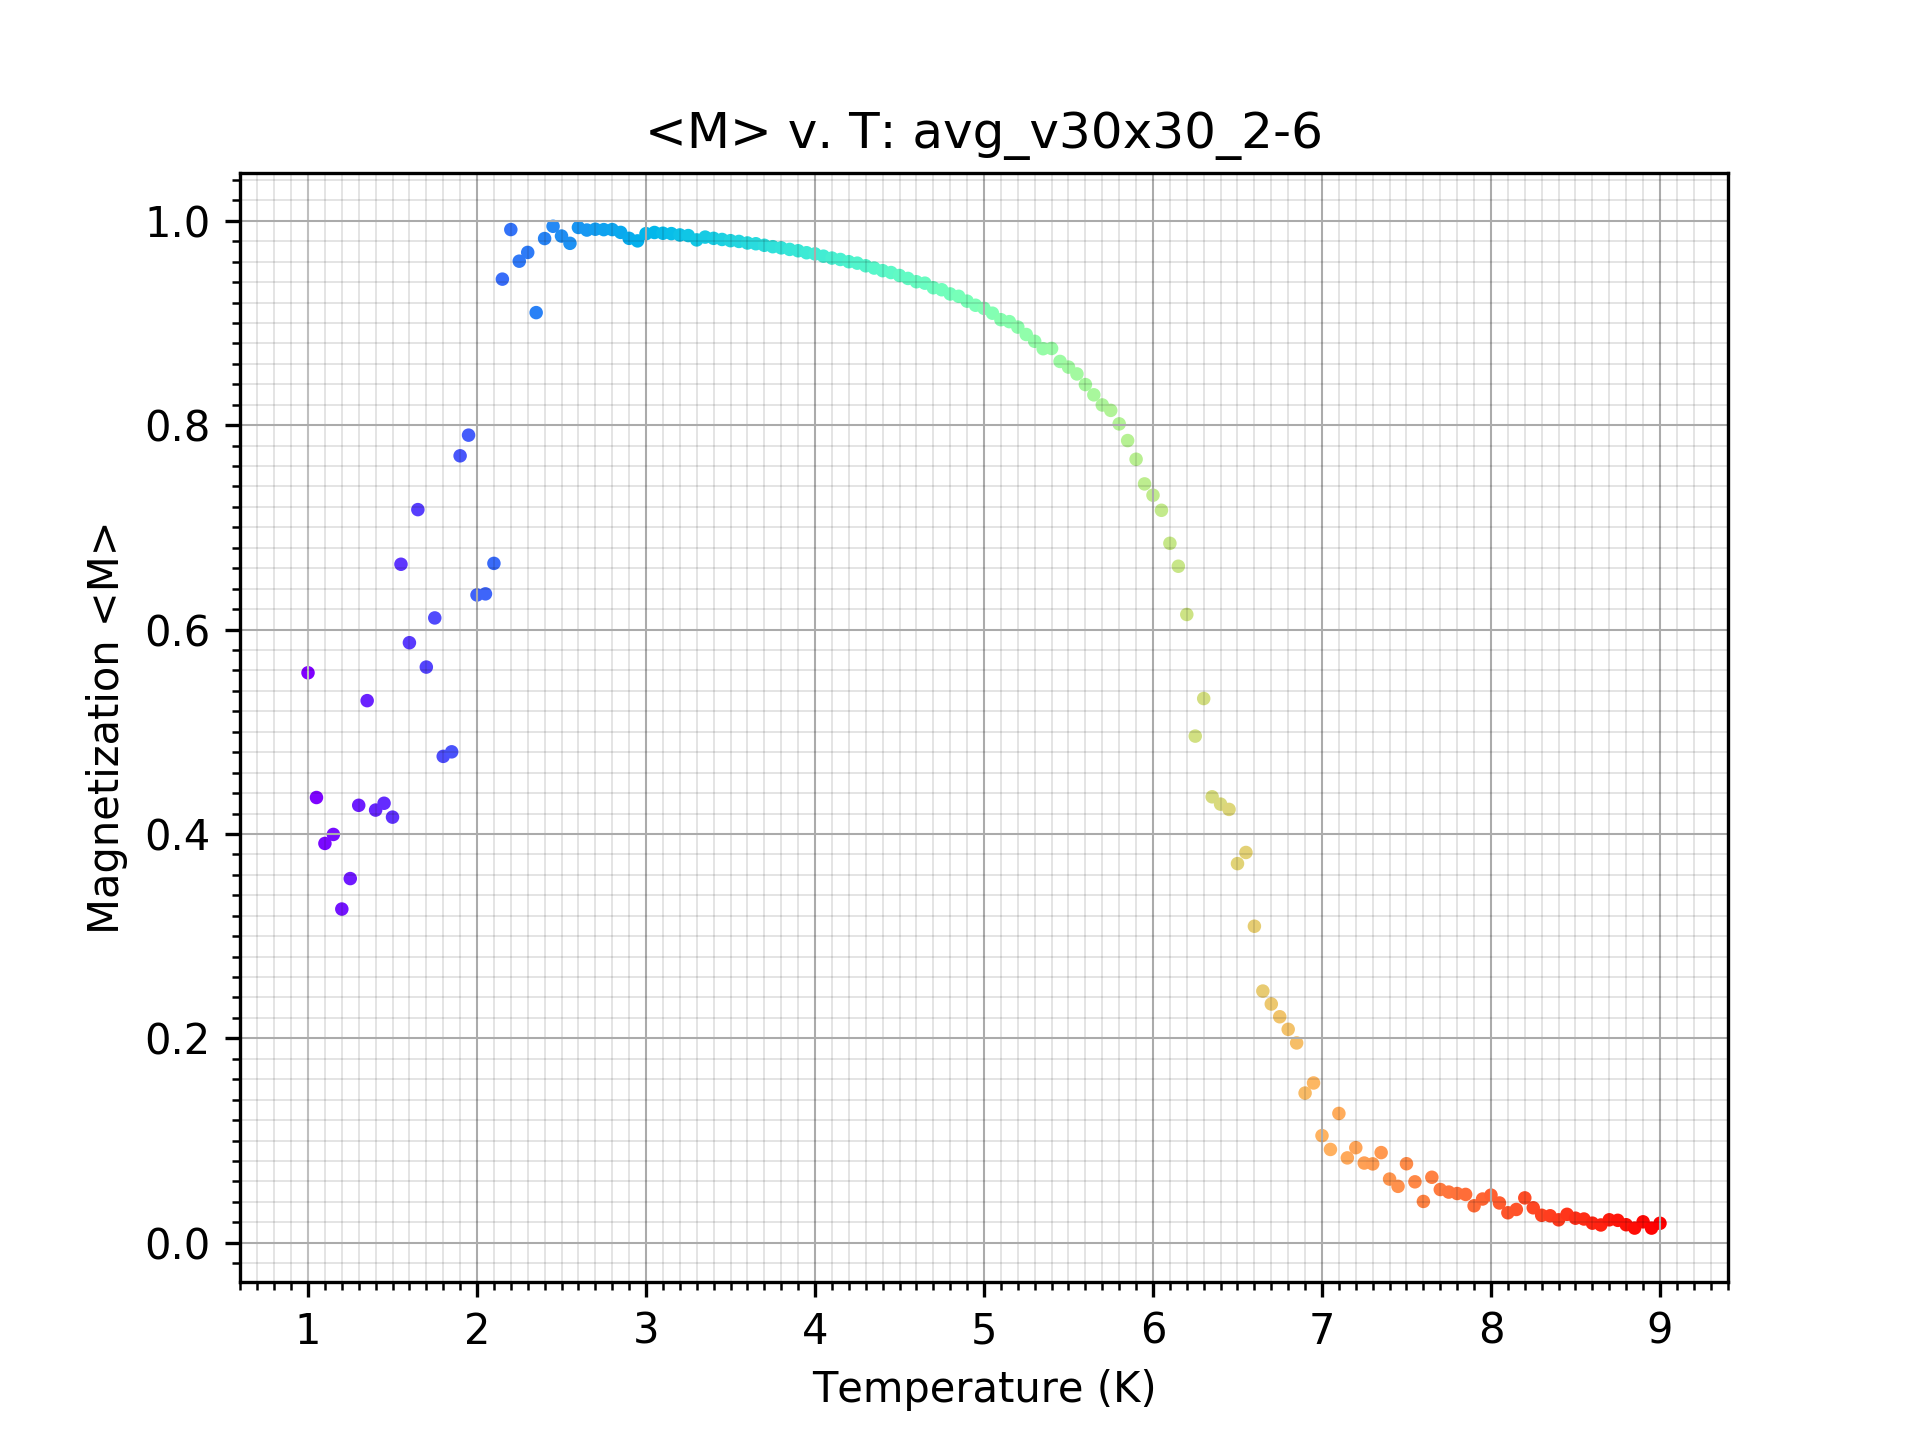 <M> v. T: avg_v30x30_2-6
Magnetization <M>
1.0
0.8
0.6
0.4
0.2
0.0
1 2 3 4 5 6 7 8 9
Temperature (K)